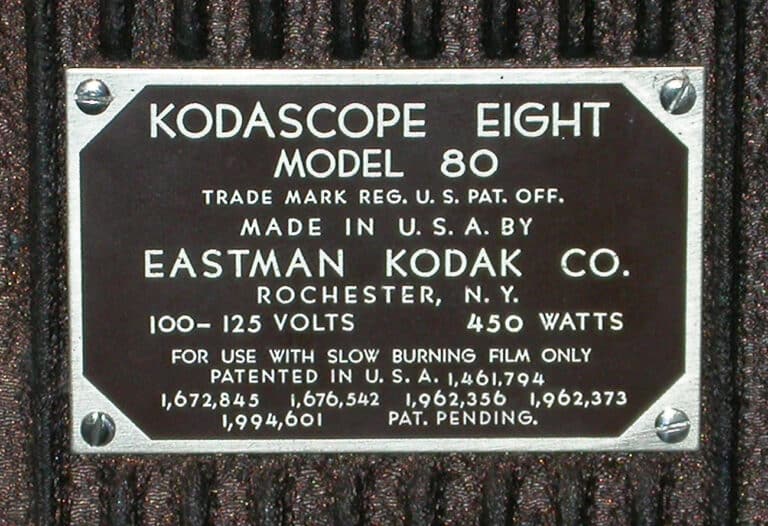 KODASCOPE EIGHT
MODEL 80
TRADE MARK REG. U. S. PAT. OFF.
MADE IN U. S. A. BY
EASTMAN KODAK CO.
ROCHESTER, N. Y.
100-125 VOLTS 450 WATTS
FOR USE WITH SLOW BURNING FILM ONLY
PATENTED IN U. S. A. 1,461,794
1,672,845 1,676,542 1,962,356 1,962,373
1,994,601 PAT. PENDING.